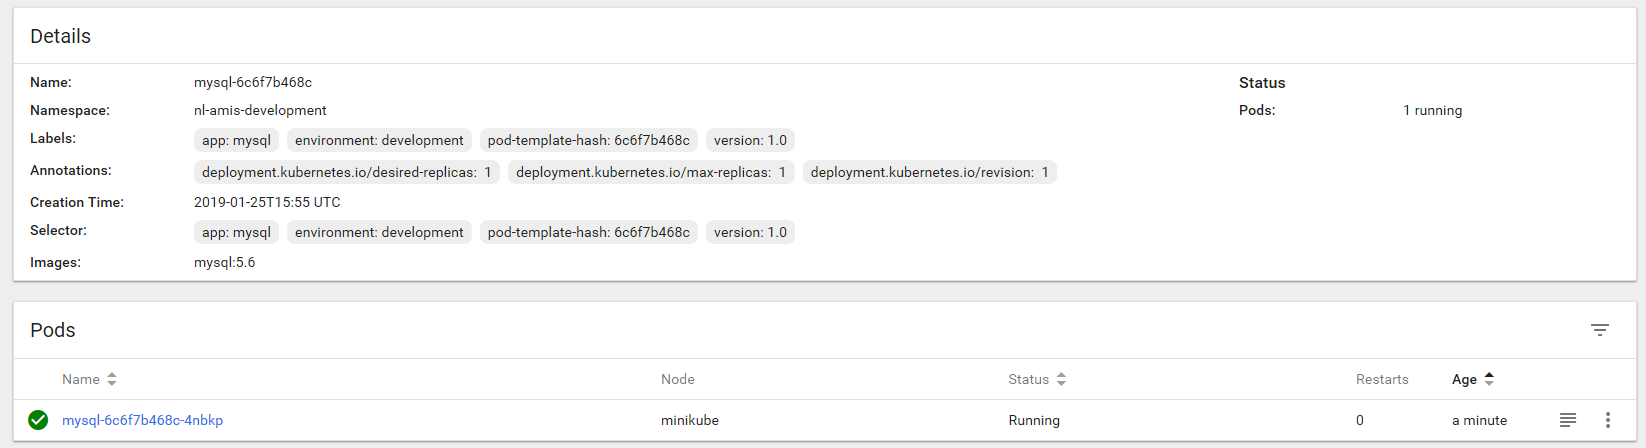 Details
Name: mysql-6c6f7b468c Status
Namespace: nl-amis-development Pods: 1 running
Labels: app: mysql environment: development pod-template-hash: 6c6f7b468c version: 1.0
Annotations: deployment.kubernetes.io/desired-replicas: 1 deployment.kubernetes.io/max-replicas: 1 deployment.kubernetes.io/revision: 1
Creation Time: 2019-01-25T15:55 UTC
Selector: app: mysql environment: development pod-template-hash: 6c6f7b468c version: 1.0
Images: mysql:5.6
Pods
Name Node Status Restarts Age
mysql-6c6f7b468c-4nbkp minikube Running 0 a minute